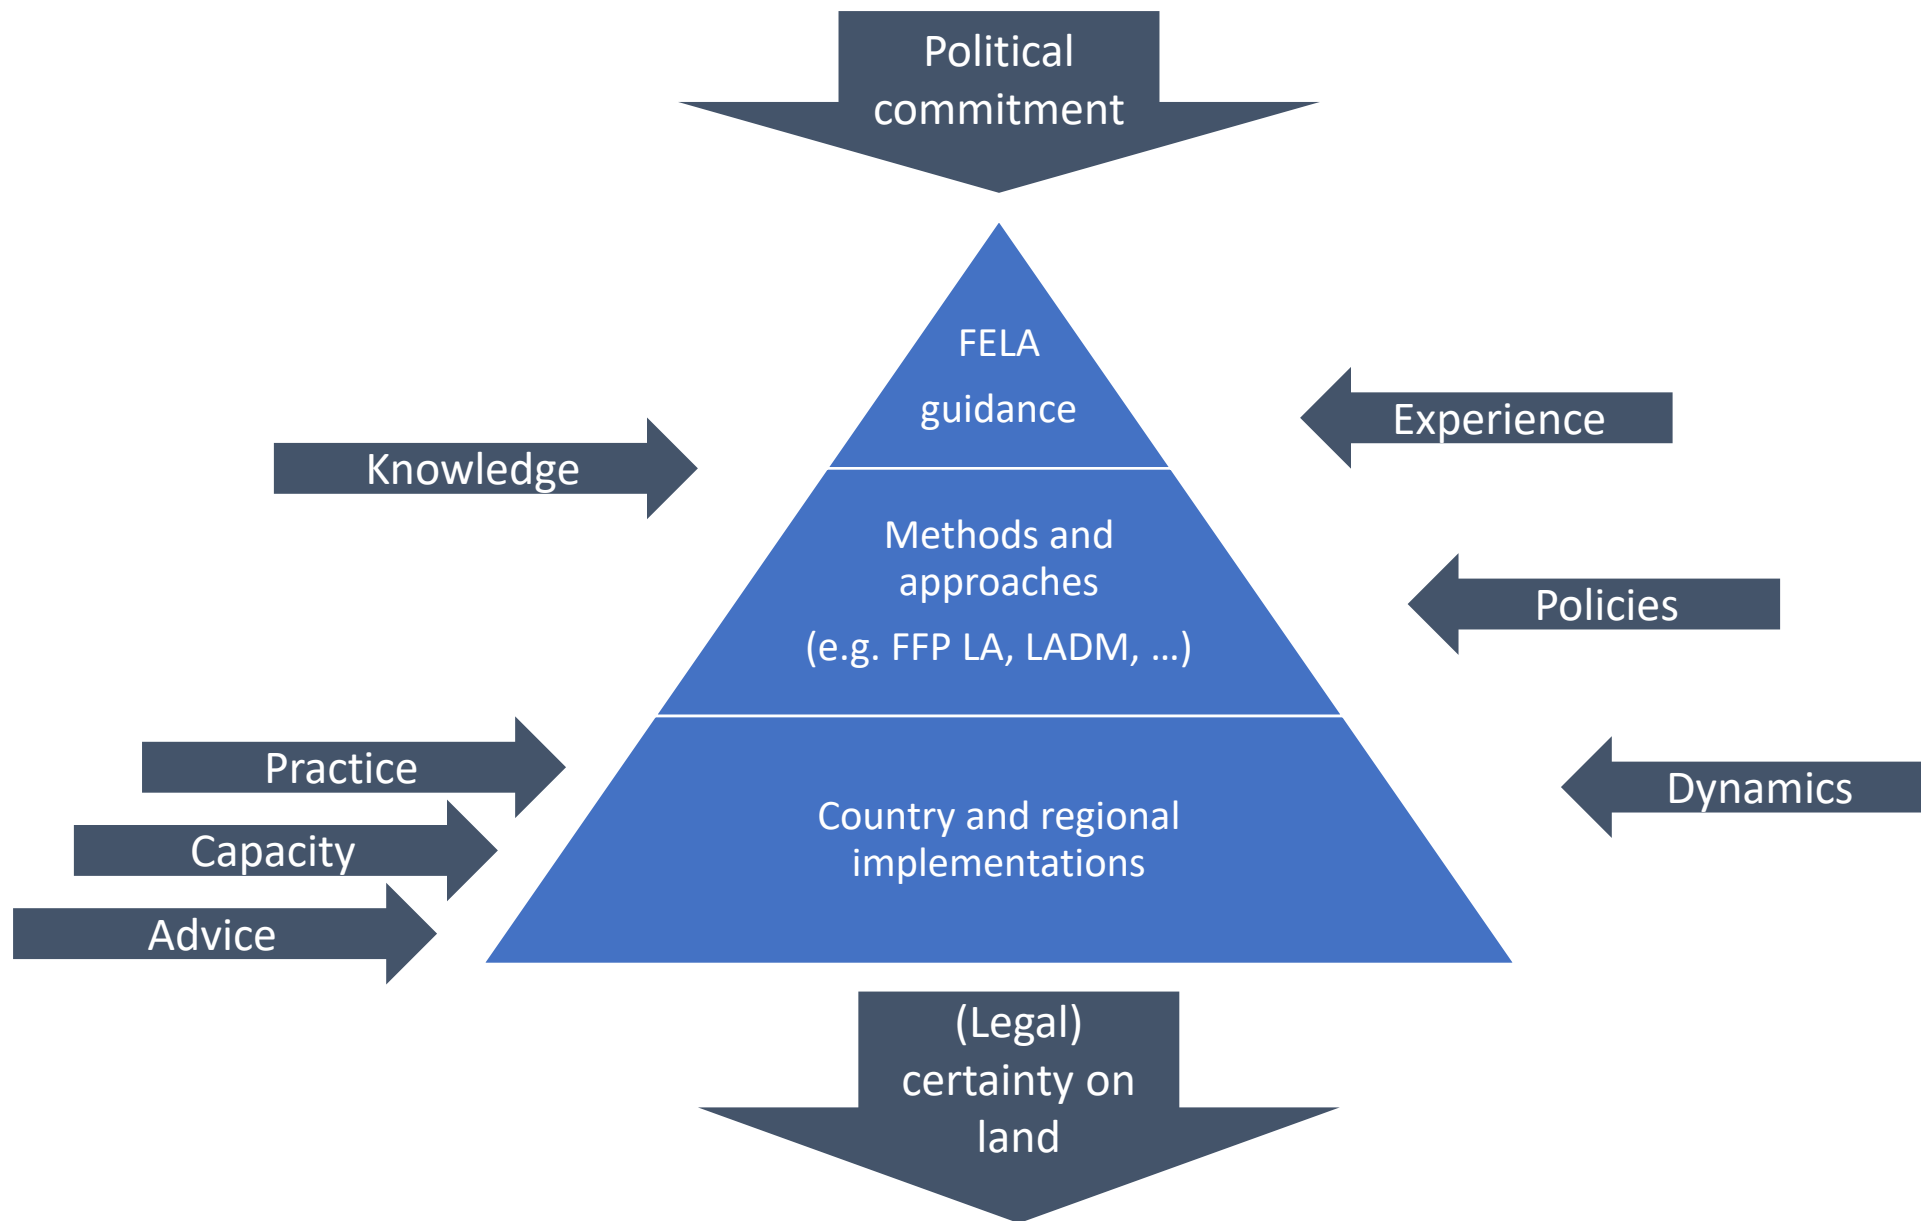 Political
commitment
FELA
guidance
Experience
Knowledge
Methods and
approaches
(e.g. FFP LA, LADM, …)
Policies
Practice
Dynamics
Country and regional
implementations
Capacity
Advice
(Legal)
certainty on
land